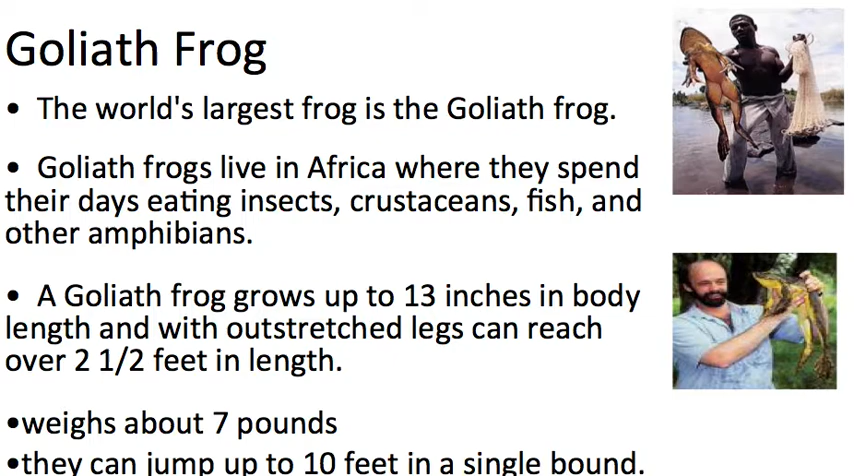 Goliath Frog
• The world's largest frog is the Goliath frog.
• Goliath frogs live in Africa where they spend
their days eating insects, crustaceans, fish, and
other amphibians.
• A Goliath frog grows up to 13 inches in body
length and with outstretched legs can reach
over 2 1/2 feet in length.
•weighs about 7 pounds
•they can jump up to 10 feet in a single bound.